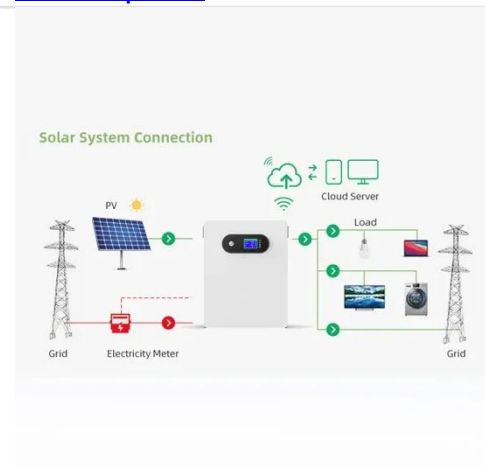 Solar System Connection
Cloud Server
PV
Load
Grid
Electricity Meter
Grid